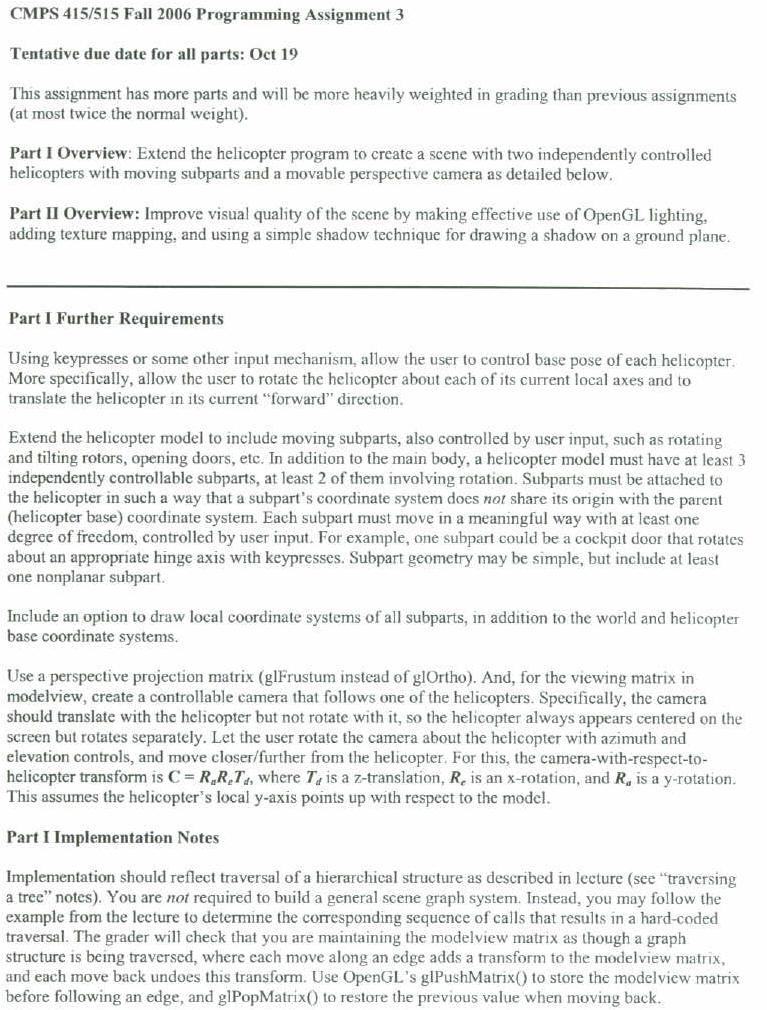 CMPS 415/515 Fall 2006 Programming Assignment 3
Tentative due date for all parts: Oct 19
This assignment has more parts and will be more heavily weighted in grading than previous assignments
(at most twice the normal weight).
Part I Overview: Extend the helicopter program to create a scene with two independently controlled
helicopters with moving subparts and a movable perspective camera as detailed below.
Part II Overview: Improve visual quality of the scene by making effective use of OpenGL lighting,
adding texture mapping, and using a simple shadow technique for drawing a shadow on a ground plane.
Part I Further Requirements
Using keypresses or some other input mechanism, allow the user to control base pose of each helicopter.
More specifically, allow the user to rotate the helicopter about each of its current local axes and to
translate the helicopter in its current "forward" direction.
Extend the helicopter model to include moving subparts, also controlled by user input, such as rotating
and tilting rotors, opening doors, etc. In addition to the main body, a helicopter model must have at least 3
independently controllable subparts, at least 2 of them involving rotation. Subparts must be attached to
the helicopter in such a way that a subpart's coordinate system does not share its origin with the parent
(helicopter base) coordinate system. Each subpart must move in a meaningful way with at least one
degree of freedom, controlled by user input. For example, one subpart could be a cockpit door that rotates
about an appropriate hinge axis with keypresses. Subpart geometry may be simple, but include at least
one nonplanar subpart.
Include an option to draw local coordinate systems of all subparts, in addition to the world and helicopter
base coordinate systems.
Use a perspective projection matrix (glFrustum instead of glOrtho). And, for the viewing matrix in
modelview, create a controllable camera that follows one of the helicopters. Specifically, the camera
should translate with the helicopter but not rotate with it, so the helicopter always appears centered on the
screen but rotates separately. Let the user rotate the camera about the helicopter with azimuth and
elevation controls, and move closer/further from the helicopter. For this, the camera-with-respect-to-
helicopter transform is C = RaReTd, where Td is a z-translation, Re is an x-rotation, and Ra is a y-rotation.
This assumes the helicopter's local y-axis points up with respect to the model.
Part I Implementation Notes
Implementation should reflect traversal of a hierarchical structure as described in lecture (see "traversing
a tree" notes). You are not required to build a general scene graph system. Instead, you may follow the
example from the lecture to determine the corresponding sequence of calls that results in a hard-coded
traversal. The grader will check that you are maintaining the modelview matrix as though a graph
structure is being traversed, where each move along an edge adds a transform to the modelview matrix,
and each move back undoes this transform. Use OpenGL's glPushMatrix() to store the modelview matrix
before following an edge, and glPopMatrix() to restore the previous value when moving back.